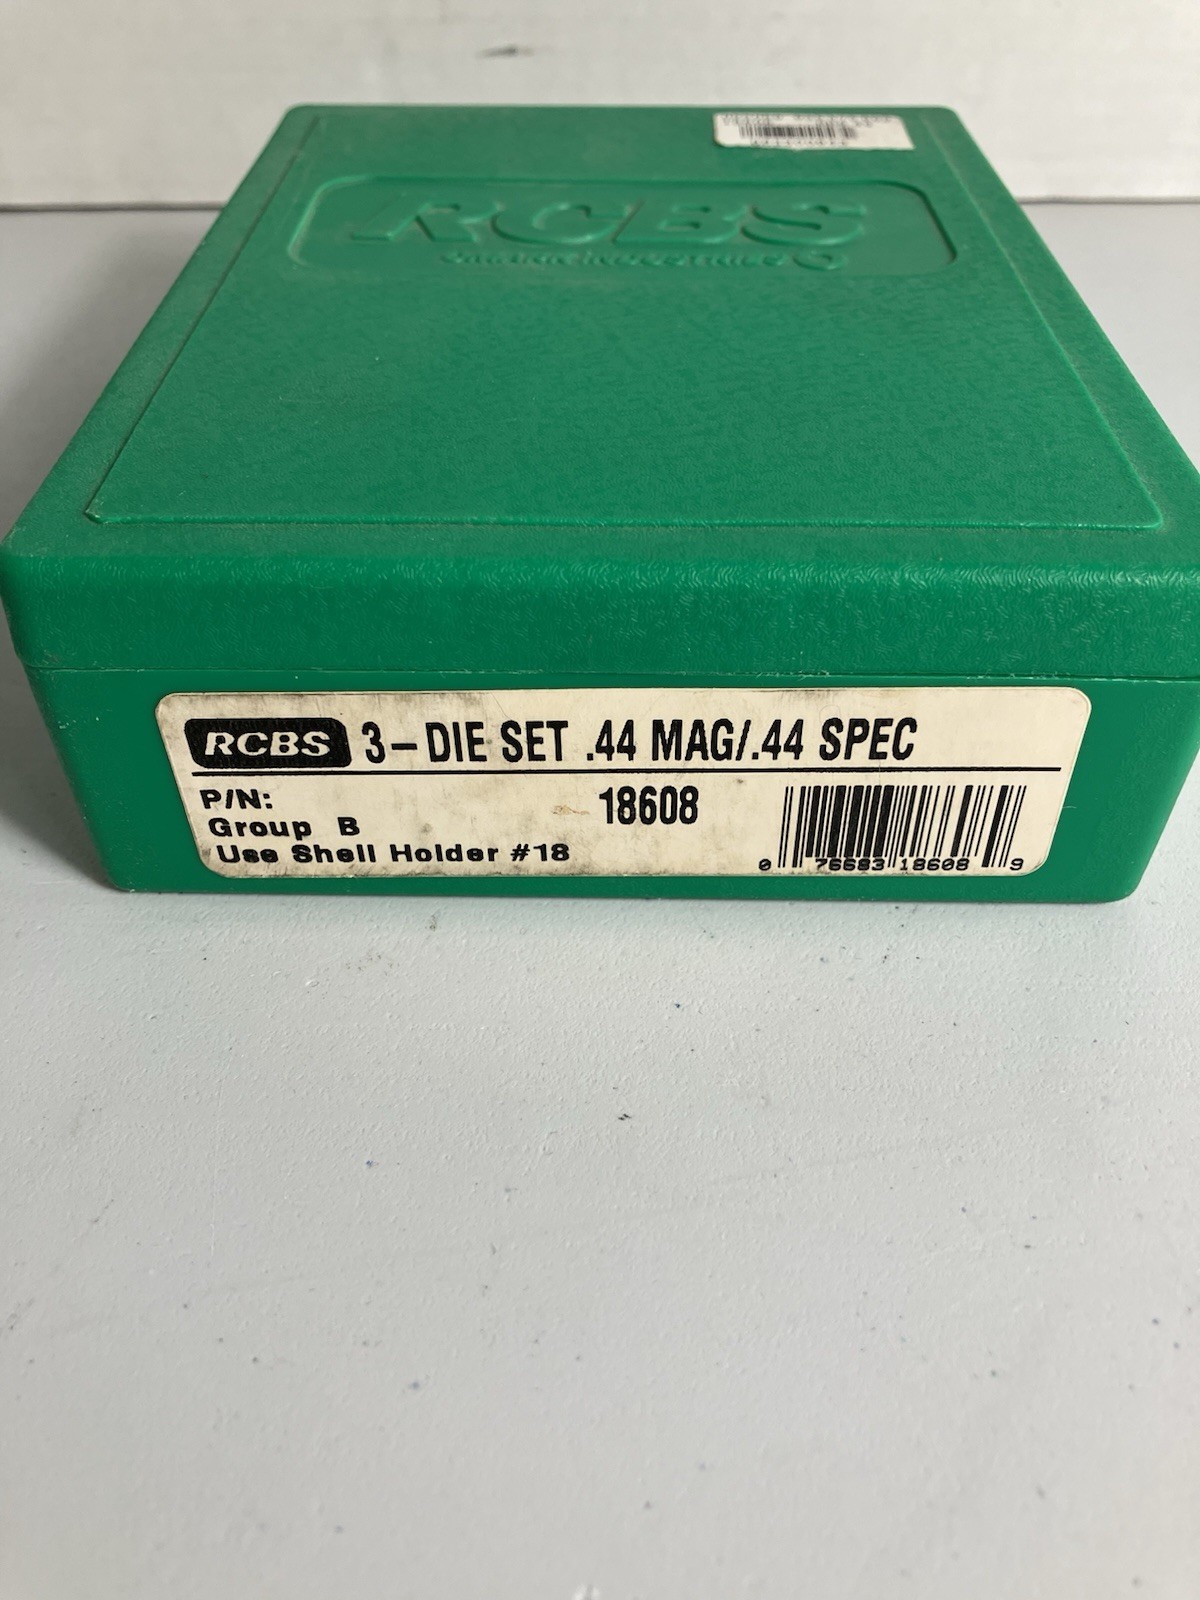 RCBS
RCBS 3-DIE SET .44 MAG/.44 SPEC
P/N: 18608
Group B
Use Shell Holder #18
0 76683 18608 9